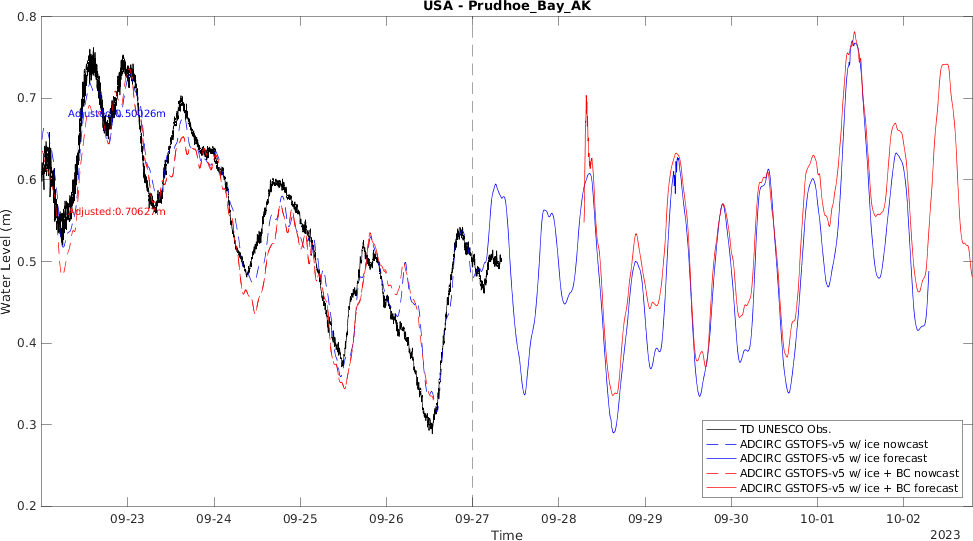 USA - Prudhoe_Bay_AK
0.8
0.7
0.6
0.5
0.4
0.3
0.2
Water Level (m)
Adjusted:0.50026m
Adjusted:0.70627m
TD UNESCO Obs.
ADCIRC GSTOFS-v5 w/ ice nowcast
ADCIRC GSTOFS-v5 w/ ice forecast
ADCIRC GSTOFS-v5 w/ ice + BC nowcast
ADCIRC GSTOFS-v5 w/ ice + BC forecast
09-23 09-24 09-25 09-26 09-27 09-28 09-29 09-30 10-01 10-02
Time
2023